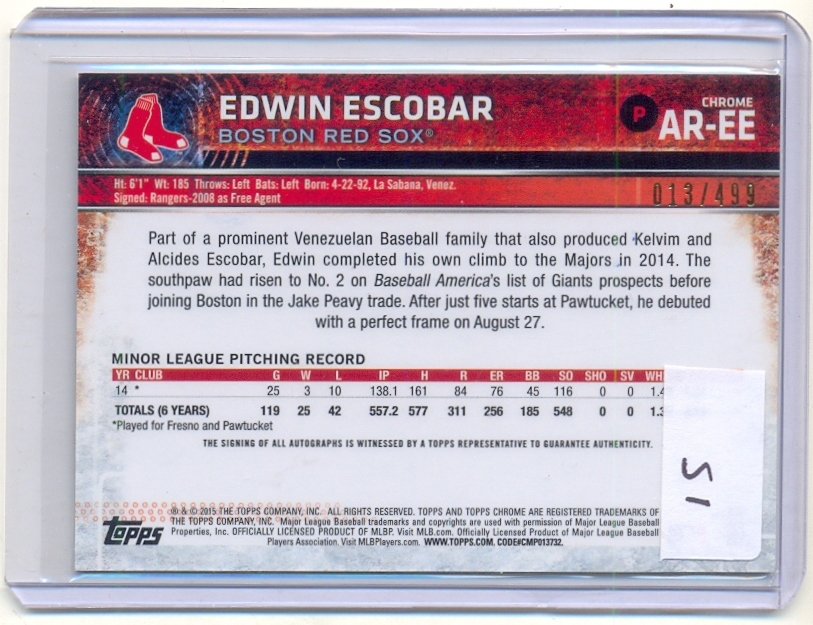 EDWIN ESCOBAR
BOSTON RED SOX®
P
CHROME
AR-EE
Ht: 6'1" Wt: 185 Throws: Left Bats: Left Born: 4-22-92, La Sabana, Venez.
Signed: Rangers-2008 as Free Agent
013/499
Part of a prominent Venezuelan Baseball family that also produced Kelvim and
Alcides Escobar, Edwin completed his own climb to the Majors in 2014. The
southpaw had risen to No. 2 on Baseball America's list of Giants prospects before
joining Boston in the Jake Peavy trade. After just five starts at Pawtucket, he debuted
with a perfect frame on August 27.
MINOR LEAGUE PITCHING RECORD
YR CLUB G W L IP H R ER BB SO SHO SV WH
14 * 25 3 10 138.1 161 84 76 45 116 0 0 1.4
TOTALS (6 YEARS) 119 25 42 557.2 577 311 256 185 548 0 0 1.3
*Played for Fresno and Pawtucket
THE SIGNING OF ALL AUTOGRAPHS IS WITNESSED BY A TOPPS REPRESENTATIVE TO GUARANTEE AUTHENTICITY.
51
Topps
® & © 2015 THE TOPPS COMPANY, INC. ALL RIGHTS RESERVED. TOPPS AND TOPPS CHROME ARE REGISTERED TRADEMARKS OF
THE TOPPS COMPANY, INC. Major League Baseball trademarks and copyrights are used with permission of Major League Baseball
Properties, Inc. OFFICIALLY LICENSED PRODUCT OF MLBP. Visit MLB.com. Officially Licensed Product of Major League Baseball
Players Association. Visit MLBPlayers.com. WWW.TOPPS.COM. CODE#CMP013732.